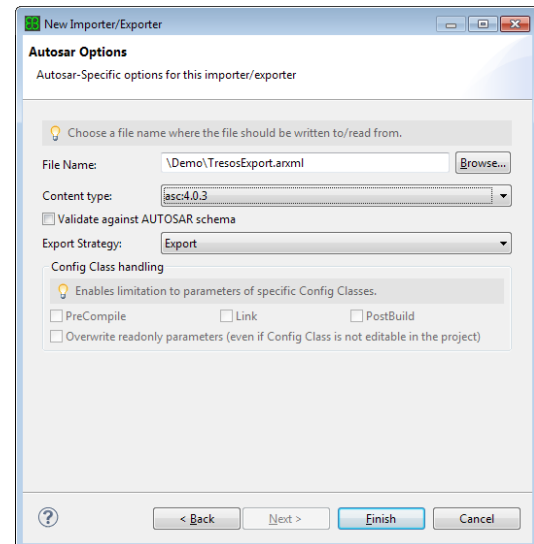 New Importer/Exporter
Autosar Options
Autosar-Specific options for this importer/exporter
Choose a file name where the file should be written to/read from.
File Name: \Demo\TresosExport.arxml Browse...
Content type: asc:4.0.3
Validate against AUTOSAR schema
Export Strategy: Export
Config Class handling
Enables limitation to parameters of specific Config Classes.
PreCompile Link PostBuild
Overwrite readonly parameters (even if Config Class is not editable in the project)
? < Back Next > Finish Cancel